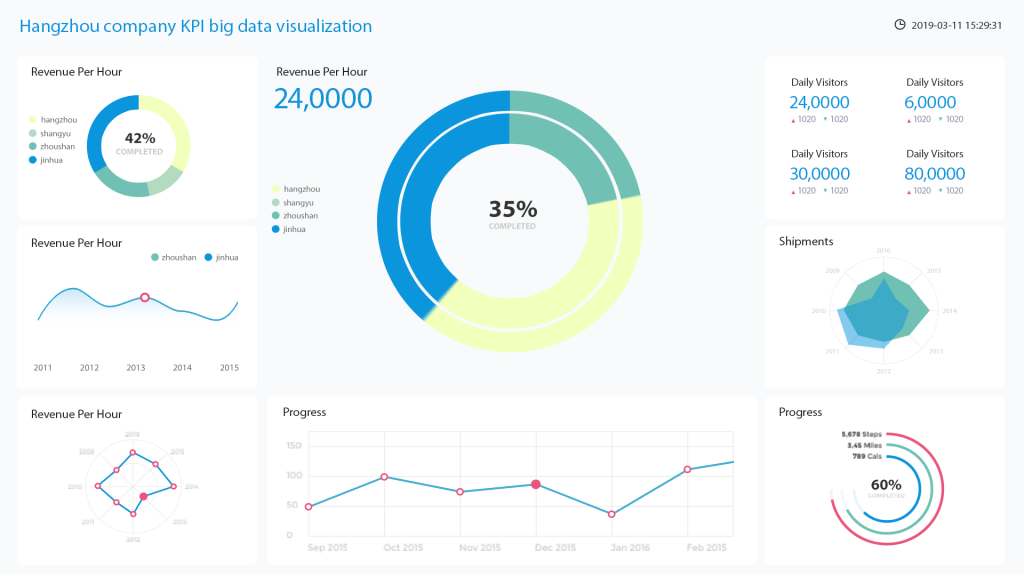 Hangzhou company KPI big data visualization
2019-03-11 15:29:31
Revenue Per Hour
hangzhou
shangyu
zhoushan
jinhua
42%
COMPLETED
Revenue Per Hour
24,0000
hangzhou
shangyu
zhoushan
jinhua
35%
COMPLETED
Daily Visitors
24,0000
1020 1020
Daily Visitors
6,0000
1020 1020
Daily Visitors
30,0000
1020 1020
Daily Visitors
80,0000
1020 1020
Revenue Per Hour
zhoushan jinhua
2011 2012 2013 2014 2015
Shipments
2016
2009 2015
2010 2014
2011 2013
2012
Revenue Per Hour
2016
2009 2015
2010 2014
2011 2013
2012
Progress
150
100
50
0
Sep 2015 Oct 2015 Nov 2015 Dec 2015 Jan 2016 Feb 2015
Progress
5,678 Steps
3,45 Miles
789 Cals
60%
COMPLETED